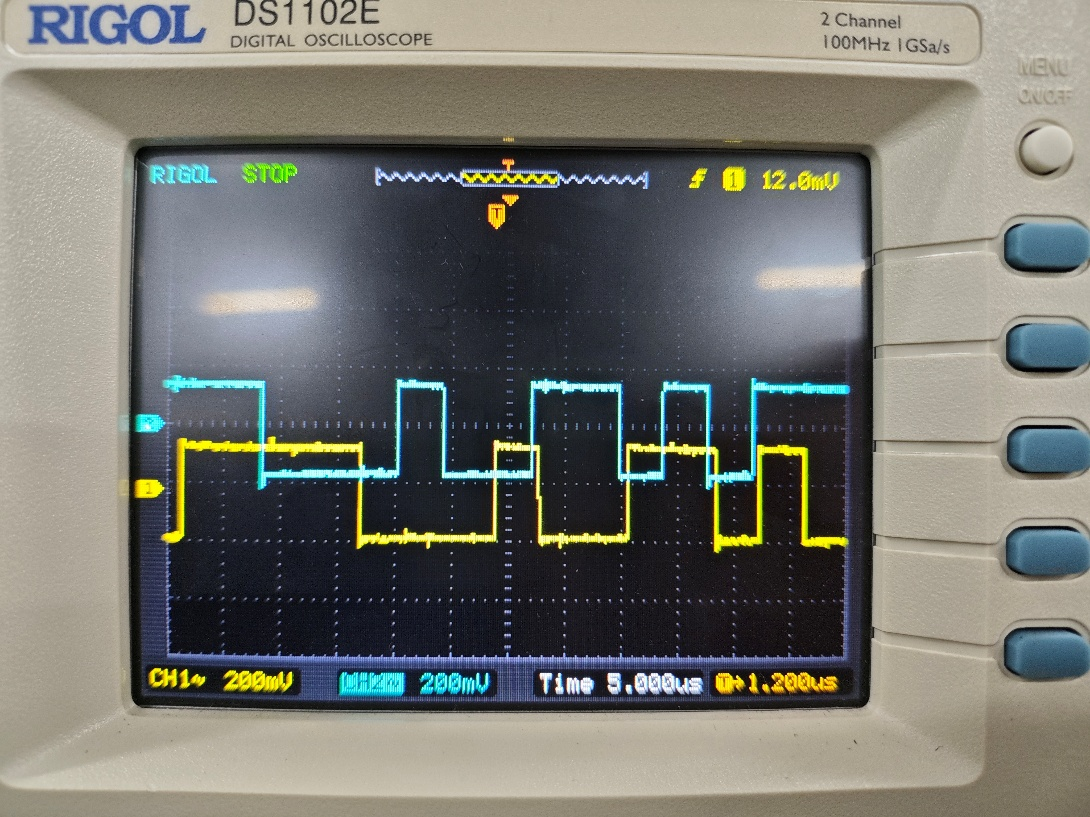 RIGOL DS1102E
DIGITAL OSCILLOSCOPE
2 Channel
100MHz 1GSa/s
MENU
ON/OFF
RIGOL STOP T 1 12.0mV
T
1
CH1~ 200mV 200mV Time 5.000us T→1.200us